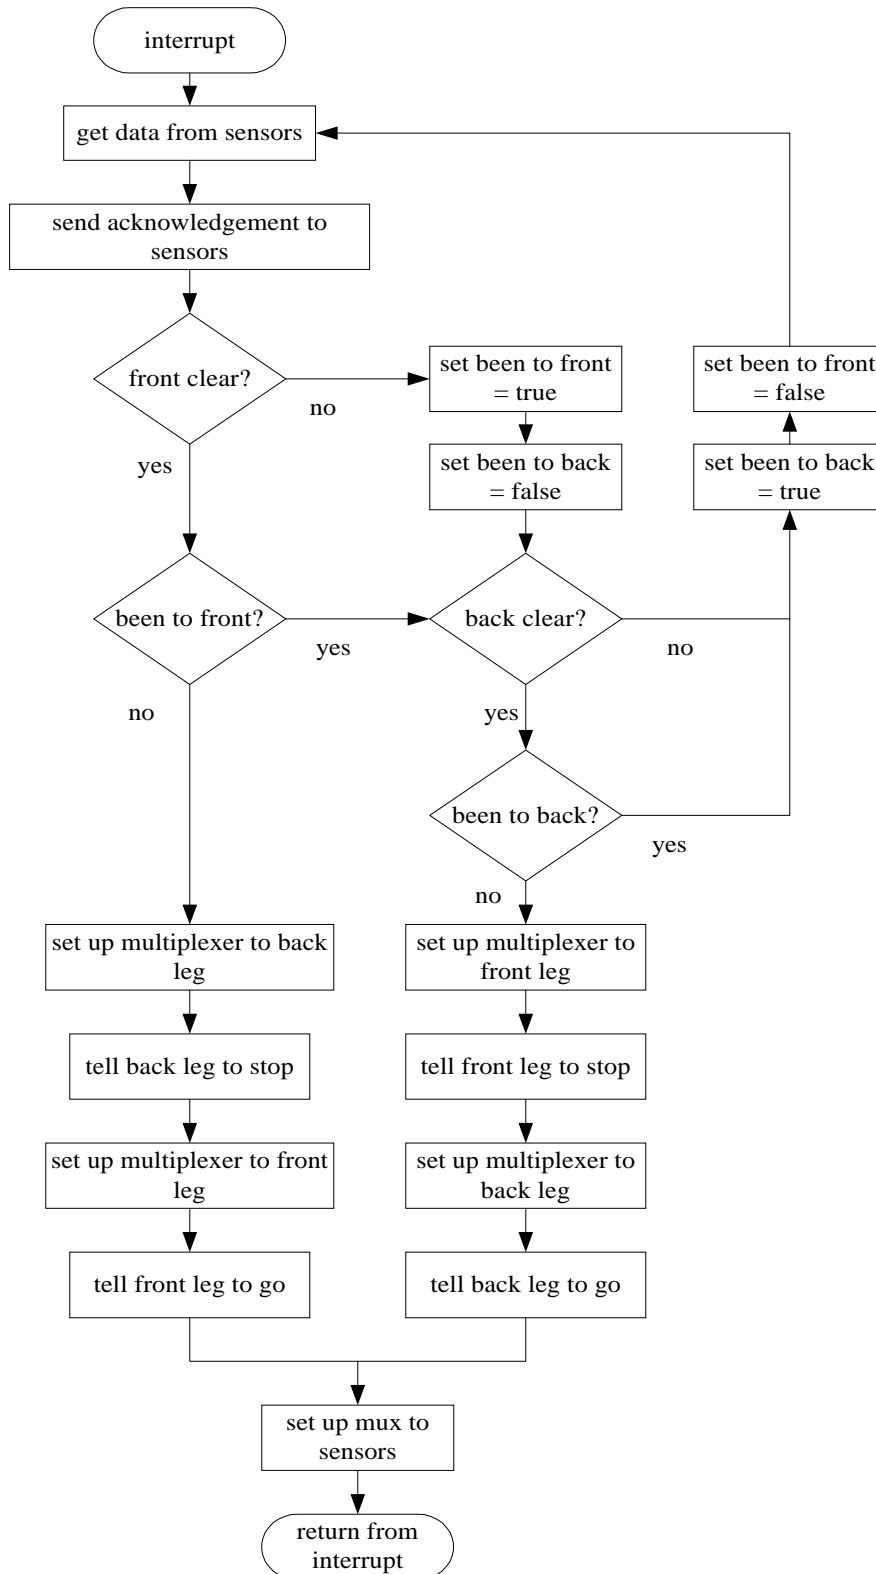 interrupt
get data from sensors
send acknowledgement to
sensors
front clear?
no
yes
set been to front
= true
set been to front
= false
set been to back
= false
set been to back
= true
been to front?
yes
no
back clear?
no
yes
been to back?
yes
no
set up multiplexer to back
leg
set up multiplexer to
front leg
tell back leg to stop
tell front leg to stop
set up multiplexer to front
leg
set up multiplexer to
back leg
tell front leg to go
tell back leg to go
set up mux to
sensors
return from
interrupt